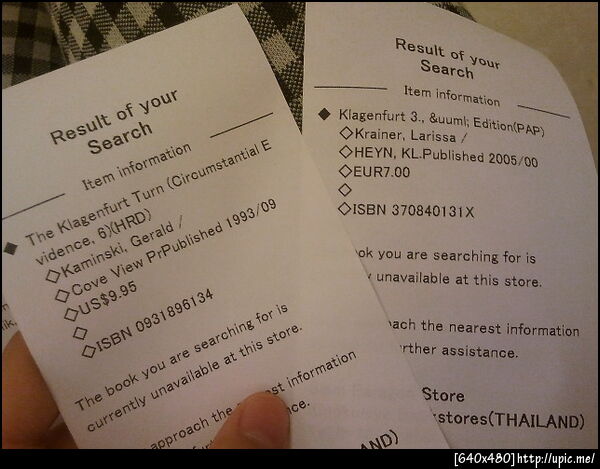 Result of your
Search
Item information
◆ The Klagenfurt Turn (Circumstantial E
vidence, 6)(HRD)
◇Kaminski, Gerald /
◇Cove View PrPublished 1993/09
◇US$9.95
◇
◇ISBN 0931896134
The book you are searching for is
currently unavailable at this store.
approach the
est information
ce.
AND)
Result of your
Search
Item information
◆ Klagenfurt 3., &uuml; Edition(PAP)
◇Krainer, Larissa /
◇HEYN, KL.Published 2005/00
◇EUR7.00
◇
◇ISBN 370840131X
ok you are searching for is
y unavailable at this store.
ach the nearest information
rther assistance.
Store
kstores(THAILAND)
[640x480]http://upic.me/